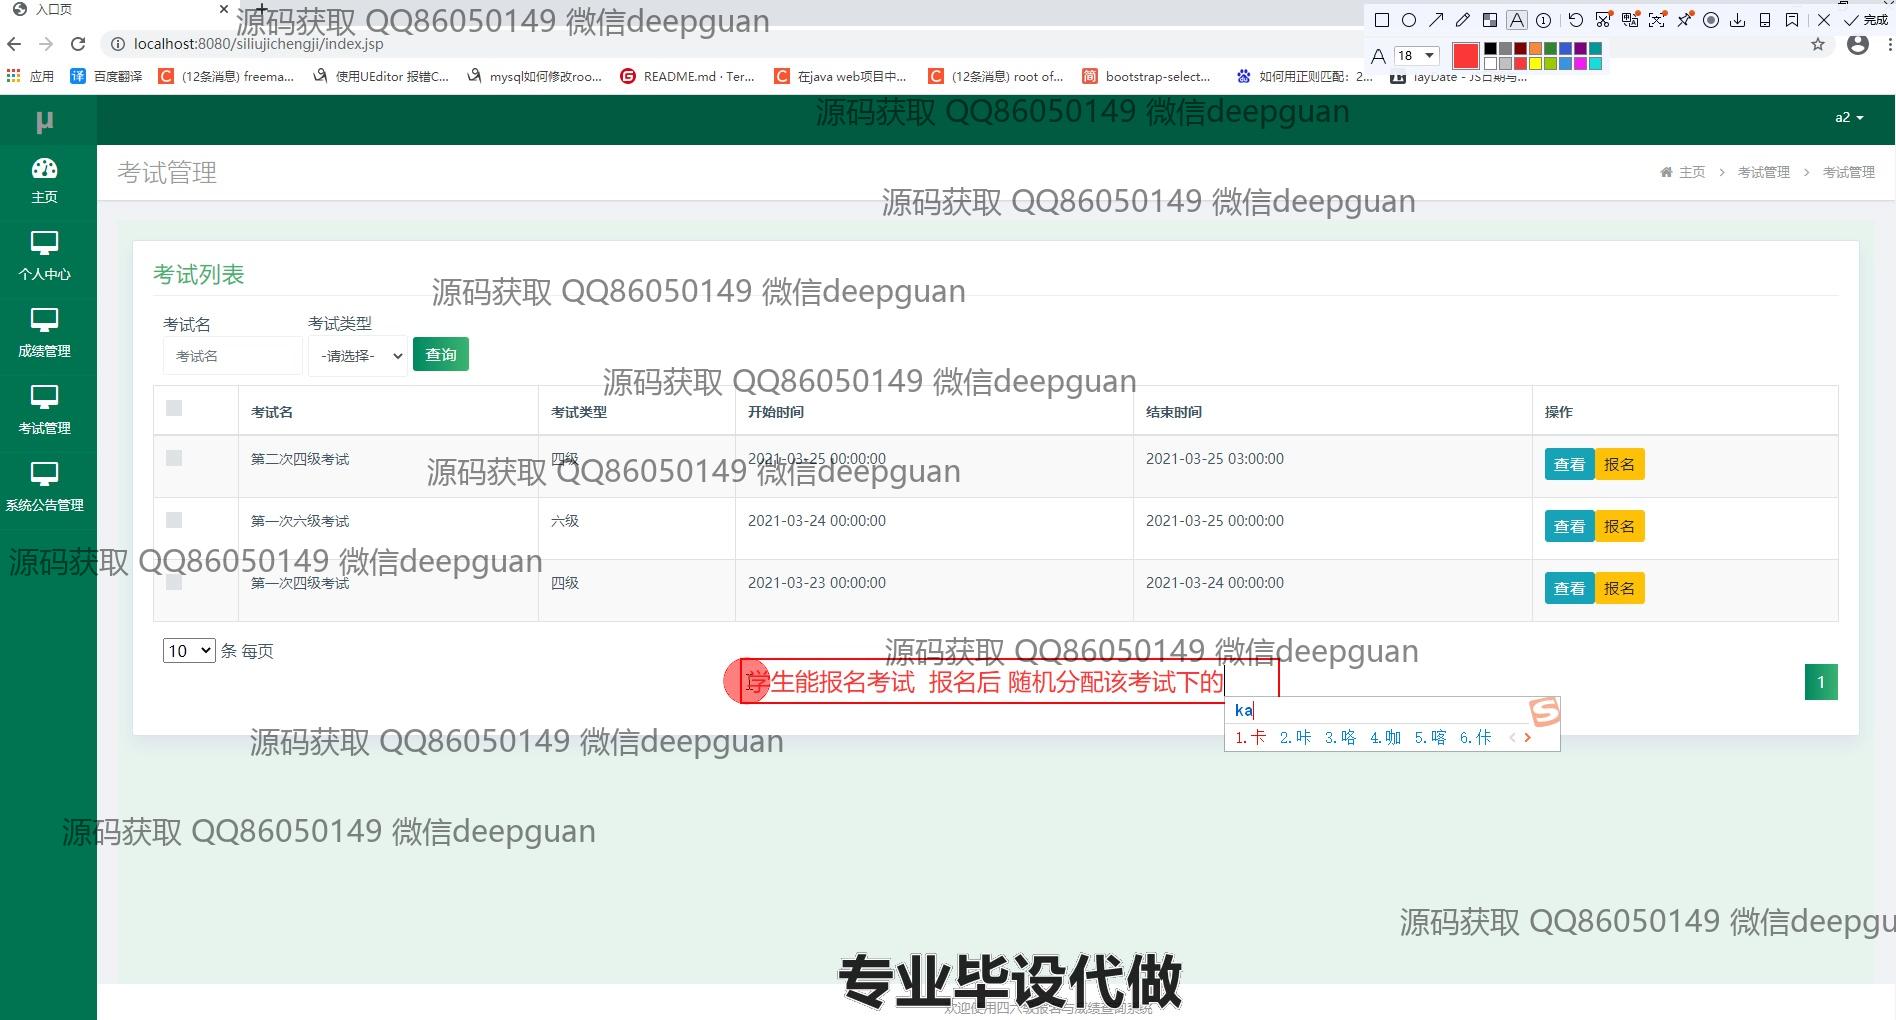 入口页
源码获取 QQ86050149 微信deepguan
完成
localhost:8080/siliujichengji/index.jsp
A 18
应用 百度翻译 (12条消息) freema... 使用UEditor 报错C... mysql如何修改roo... README.md · Ter... 在java web项目中... (12条消息) root of... bootstrap-select... 如何用正则匹配：2... layDate - JS日期与...
μ
源码获取 QQ86050149 微信deepguan
a2
主页
考试管理
主页 > 考试管理 > 考试管理
源码获取 QQ86050149 微信deepguan
个人中心
考试列表
源码获取 QQ86050149 微信deepguan
考试名 考试类型
考试名 -请选择- 查询
成绩管理
源码获取 QQ86050149 微信deepguan
考试名 考试类型 开始时间 结束时间 操作
考试管理
第二次四级考试 四级 2021-03-25 00:00:00 2021-03-25 03:00:00 查看 报名
源码获取 QQ86050149 微信deepguan
系统公告管理
第一次六级考试 六级 2021-03-24 00:00:00 2021-03-25 00:00:00 查看 报名
源码获取 QQ86050149 微信deepguan
第一次四级考试 四级 2021-03-23 00:00:00 2021-03-24 00:00:00 查看 报名
10 条 每页
源码获取 QQ86050149 微信deepguan
学生能报名考试 报名后 随机分配该考试下的
1
ka
1.卡 2.咔 3.咯 4.咖 5.喀 6.佧
源码获取 QQ86050149 微信deepguan
源码获取 QQ86050149 微信deepguan
源码获取 QQ86050149 微信deepgu
专业毕设代做
欢迎使用四六级报名与成绩查询系统